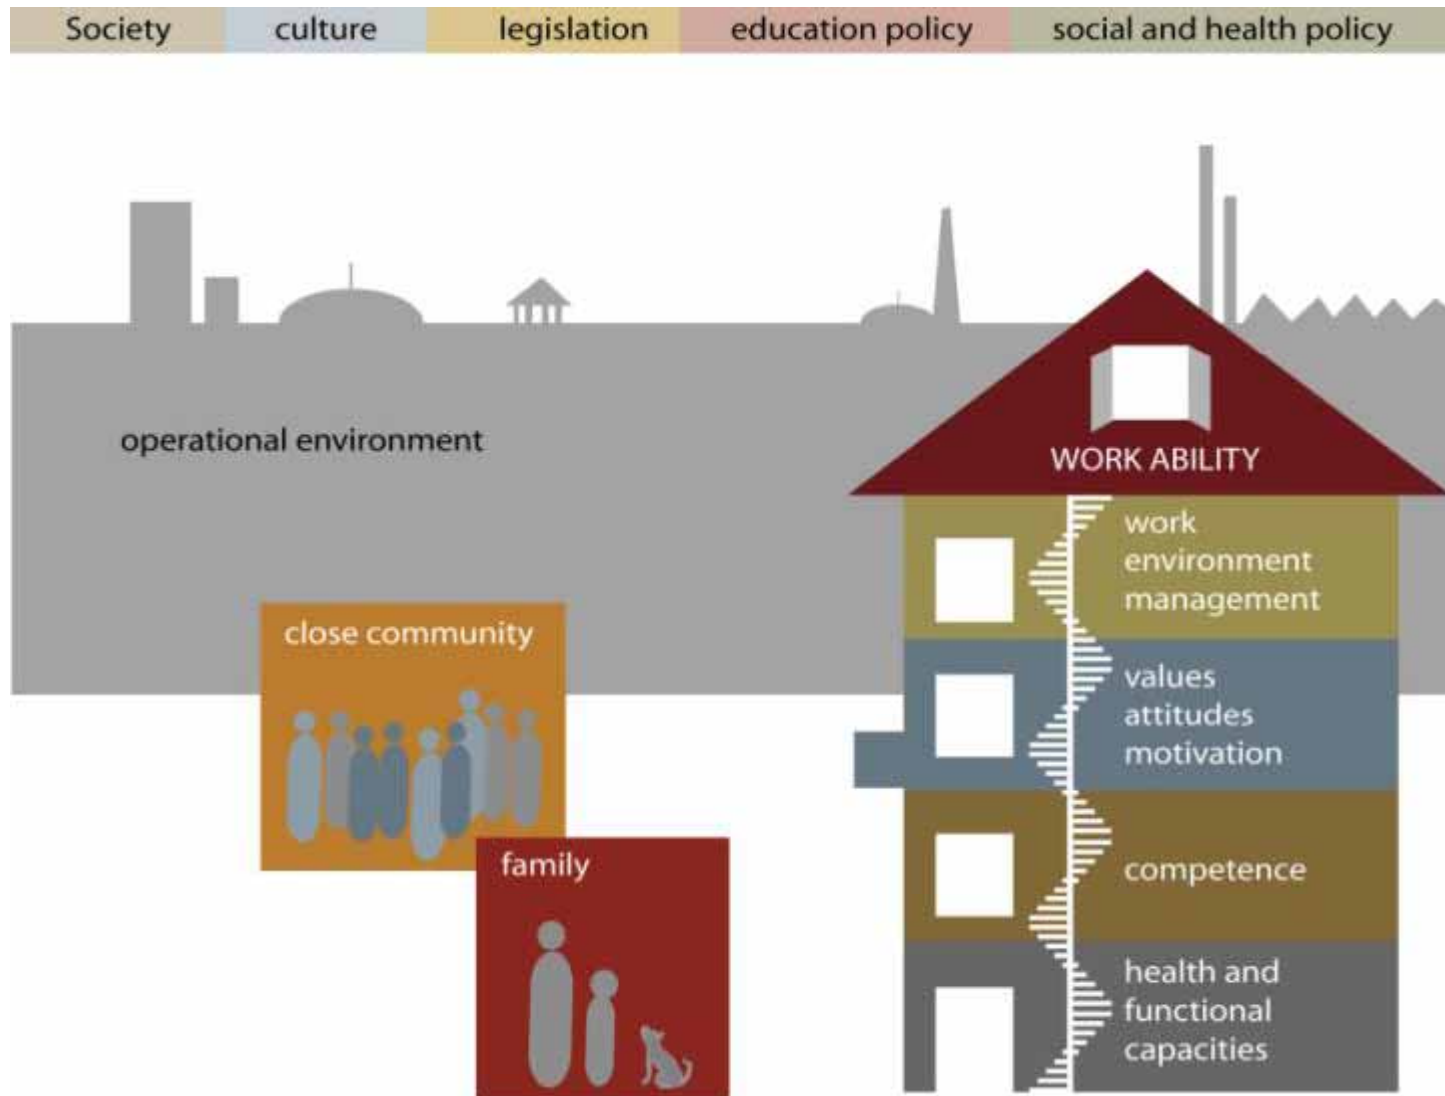 Society culture legislation education policy social and health policy
operational environment
WORK ABILITY
work
environment
management
close community
values
attitudes
motivation
family
competence
health and
functional
capacities